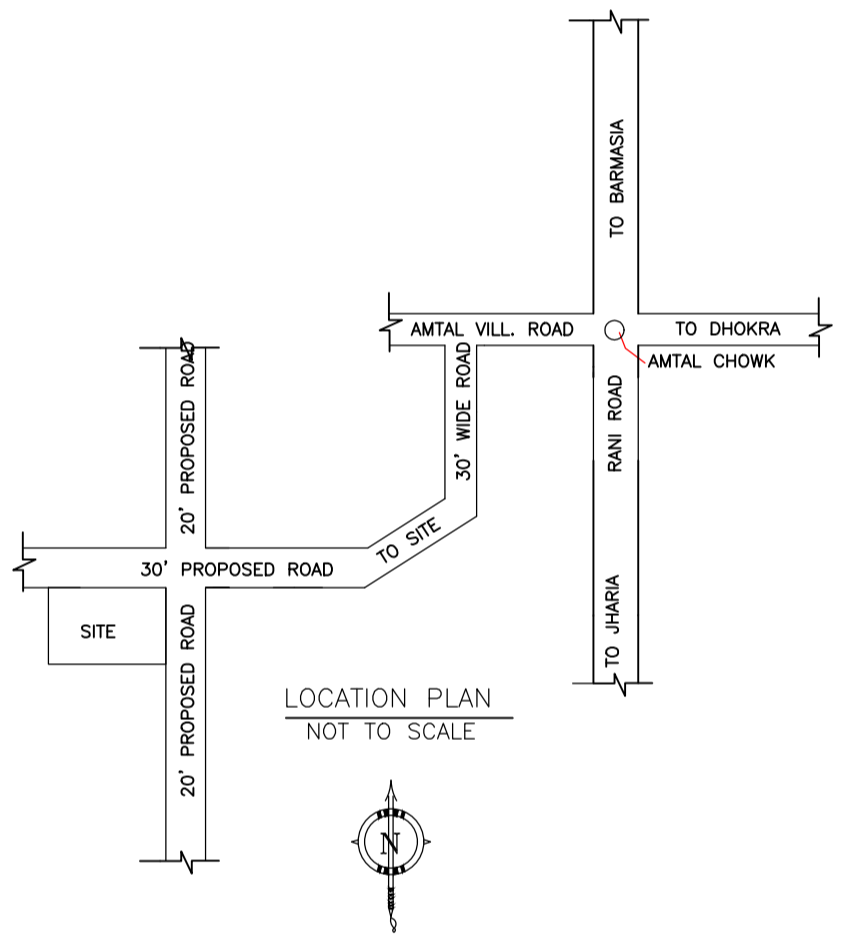 TO BARMASIA
AMTAL VILL. ROAD
TO DHOKRA
AMTAL CHOWK
20' PROPOSED ROAD
30' WIDE ROAD
RANI ROAD
TO SITE
30' PROPOSED ROAD
SITE
20' PROPOSED ROAD
TO JHARIA
LOCATION PLAN
NOT TO SCALE
N